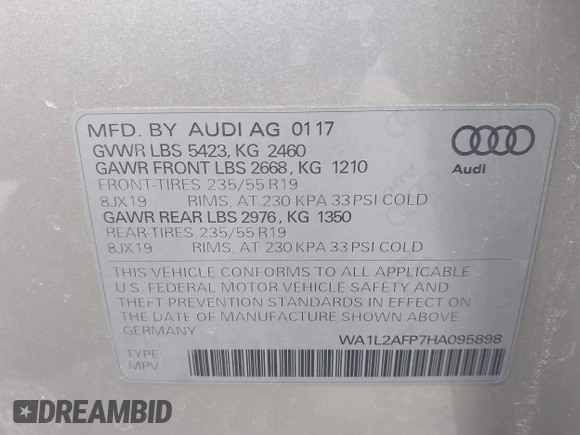 MFD. BY AUDI AG 01 17
GVWR LBS 5423, KG 2460
GAWR FRONT LBS 2668, KG 1210
FRONT-TIRES 235/55 R19
8JX19 RIMS, AT 230 KPA 33 PSI COLD
GAWR REAR LBS 2976, KG 1350
REAR-TIRES 235/55 R19
8JX19 RIMS, AT 230 KPA 33 PSI COLD
Audi
THIS VEHICLE CONFORMS TO ALL APPLICABLE
U.S. FEDERAL MOTOR VEHICLE SAFETY AND
THEFT PREVENTION STANDARDS IN EFFECT ON
THE DATE OF MANUFACTURE SHOWN ABOVE.
GERMANY
WA1L2AFP7HA095898
TYPE
MPV
DREAMBID